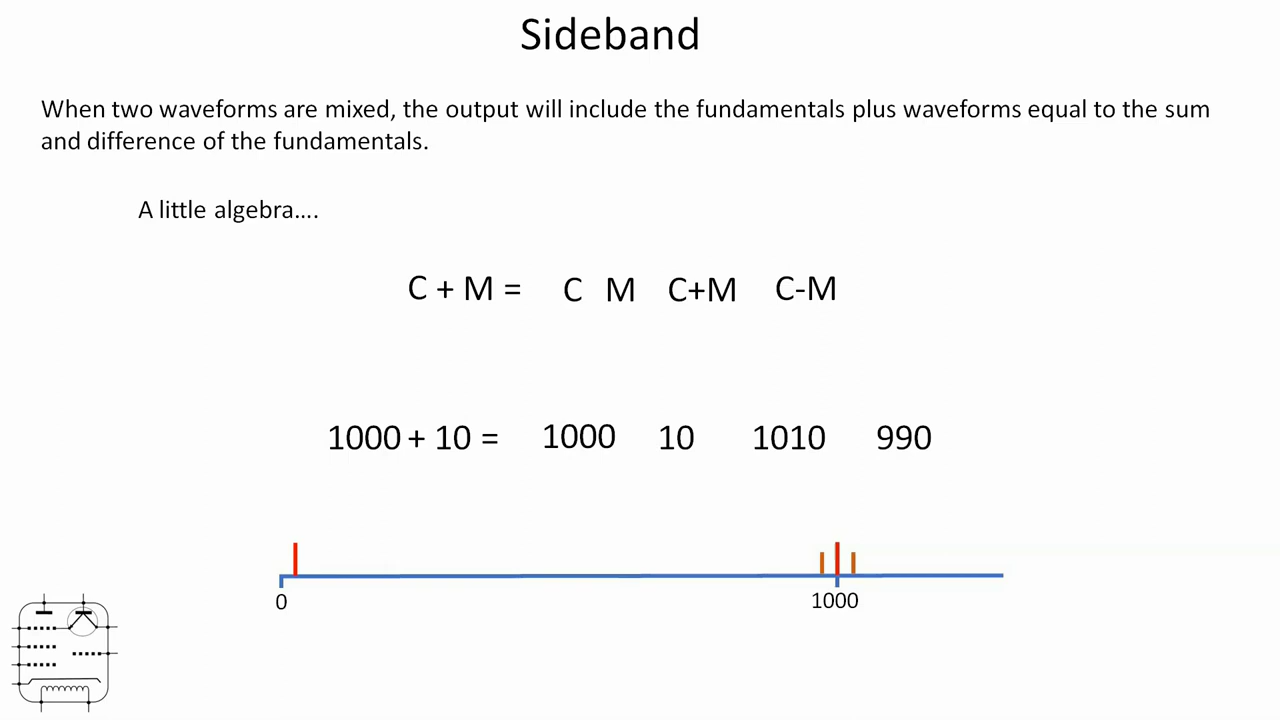 Sideband
When two waveforms are mixed, the output will include the fundamentals plus waveforms equal to the sum
and difference of the fundamentals.
A little algebra....
C + M = C M C+M C-M
1000 + 10 = 1000 10 1010 990
0 1000